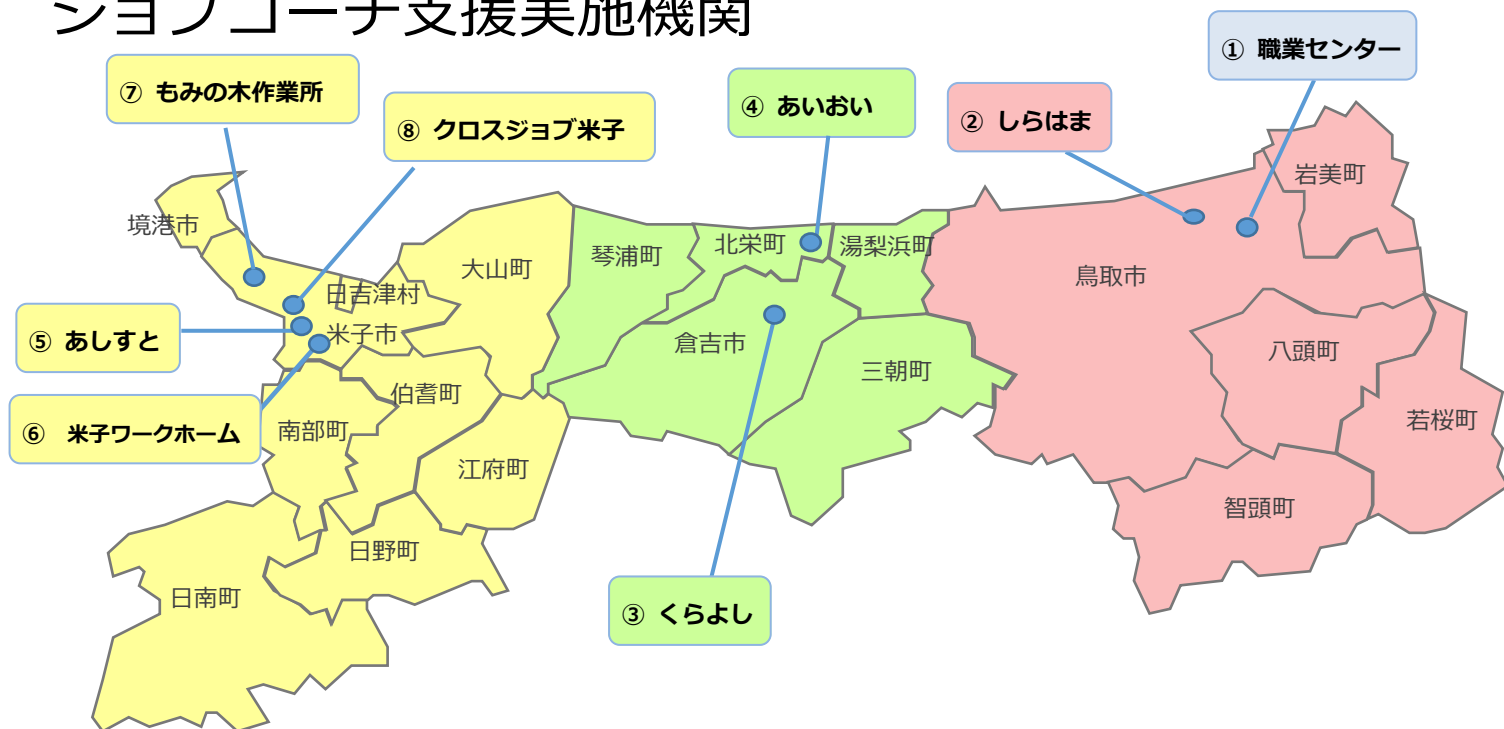 ジョブコーチ支援実施機関
① 職業センター
⑦ もみの木作業所
④ あいおい
② しらはま
⑧ クロスジョブ米子
岩美町
境港市
北栄町
湯梨浜町
琴浦町
大山町
鳥取市
日吉津村
米子市
⑤ あしすと
倉吉市
八頭町
三朝町
伯耆町
若桜町
⑥ 米子ワークホーム
南部町
江府町
智頭町
日野町
日南町
③ くらよし